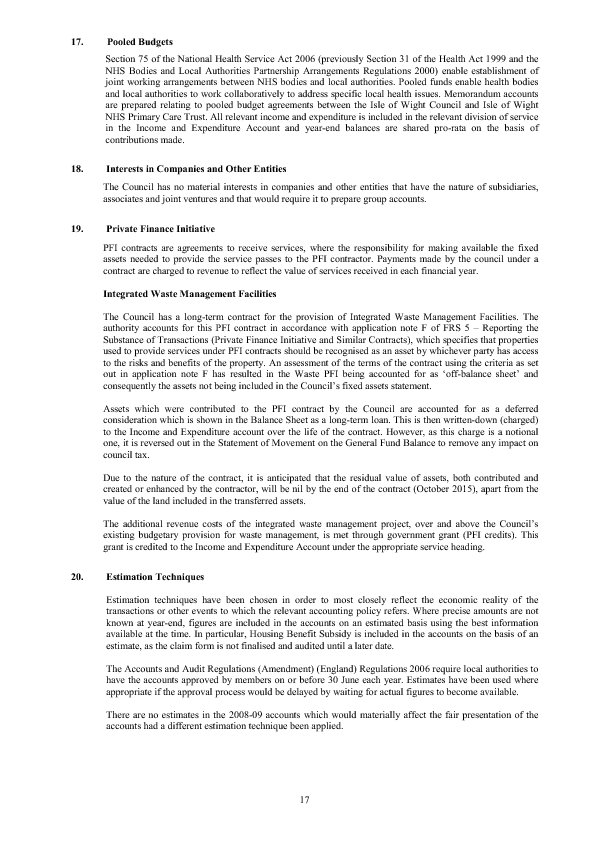 17. Pooled Budgets
Section 75 of the National Health Service Act 2006 (previously Section 31 of the Health Act 1999 and the
NHS Bodies and Local Authorities Partnership Arrangements Regulations 2000) enable establishment of
joint working arrangements between NHS bodies and local authorities. Pooled funds enable health bodies
and local authorities to work collaboratively to address specific local health issues. Memorandum accounts
are prepared relating to pooled budget agreements between the Isle of Wight Council and Isle of Wight
NHS Primary Care Trust. All relevant income and expenditure is included in the relevant division of service
in the Income and Expenditure Account and year-end balances are shared pro-rata on the basis of
contributions made.
18. Interests in Companies and Other Entities
The Council has no material interests in companies and other entities that have the nature of subsidiaries,
associates and joint ventures and that would require it to prepare group accounts.
19. Private Finance Initiative
PFI contracts are agreements to receive services, where the responsibility for making available the fixed
assets needed to provide the service passes to the PFI contractor. Payments made by the council under a
contract are charged to revenue to reflect the value of services received in each financial year.
Integrated Waste Management Facilities
The Council has a long-term contract for the provision of Integrated Waste Management Facilities. The
authority accounts for this PFI contract in accordance with application note F of FRS 5 – Reporting the
Substance of Transactions (Private Finance Initiative and Similar Contracts), which specifies that properties
used to provide services under PFI contracts should be recognised as an asset by whichever party has access
to the risks and benefits of the property. An assessment of the terms of the contract using the criteria as set
out in application note F has resulted in the Waste PFI being accounted for as ‘off-balance sheet’ and
consequently the assets not being included in the Council’s fixed assets statement.
Assets which were contributed to the PFI contract by the Council are accounted for as a deferred
consideration which is shown in the Balance Sheet as a long-term loan. This is then written-down (charged)
to the Income and Expenditure account over the life of the contract. However, as this charge is a notional
one, it is reversed out in the Statement of Movement on the General Fund Balance to remove any impact on
council tax.
Due to the nature of the contract, it is anticipated that the residual value of assets, both contributed and
created or enhanced by the contractor, will be nil by the end of the contract (October 2015), apart from the
value of the land included in the transferred assets.
The additional revenue costs of the integrated waste management project, over and above the Council’s
existing budgetary provision for waste management, is met through government grant (PFI credits). This
grant is credited to the Income and Expenditure Account under the appropriate service heading.
20. Estimation Techniques
Estimation techniques have been chosen in order to most closely reflect the economic reality of the
transactions or other events to which the relevant accounting policy refers. Where precise amounts are not
known at year-end, figures are included in the accounts on an estimated basis using the best information
available at the time. In particular, Housing Benefit Subsidy is included in the accounts on the basis of an
estimate, as the claim form is not finalised and audited until a later date.
The Accounts and Audit Regulations (Amendment) (England) Regulations 2006 require local authorities to
have the accounts approved by members on or before 30 June each year. Estimates have been used where
appropriate if the approval process would be delayed by waiting for actual figures to become available.
There are no estimates in the 2008-09 accounts which would materially affect the fair presentation of the
accounts had a different estimation technique been applied.
17